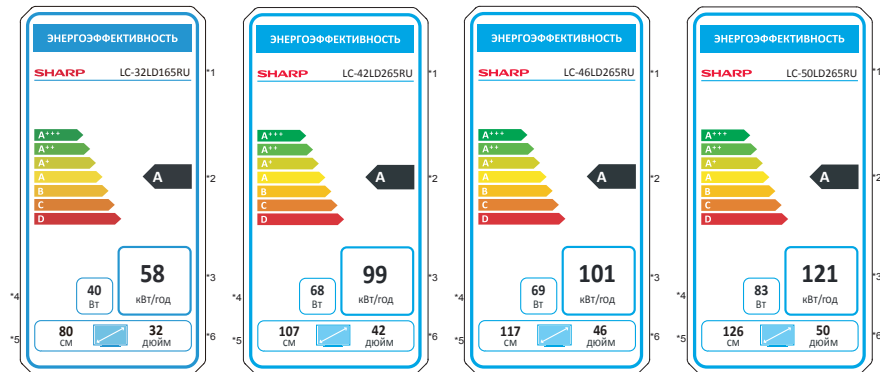 ЭНЕРГОЭФФЕКТИВНОСТЬ
SHARP LC-32LD165RU *1
A+++
A++
A+
A A *2
B
C
D
58 *3
кВт/год
40
Вт
*4
80 см 32 дюйм
*5 *6
ЭНЕРГОЭФФЕКТИВНОСТЬ
SHARP LC-42LD265RU *1
A+++
A++
A+
A A *2
B
C
D
99 *3
кВт/год
68
Вт
*4
107 см 42 дюйм
*5 *6
ЭНЕРГОЭФФЕКТИВНОСТЬ
SHARP LC-46LD265RU *1
A+++
A++
A+
A A *2
B
C
D
101 *3
кВт/год
69
Вт
*4
117 см 46 дюйм
*5 *6
ЭНЕРГОЭФФЕКТИВНОСТЬ
SHARP LC-50LD265RU *1
A+++
A++
A+
A A *2
B
C
D
121 *3
кВт/год
83
Вт
*4
126 см 50 дюйм
*5 *6